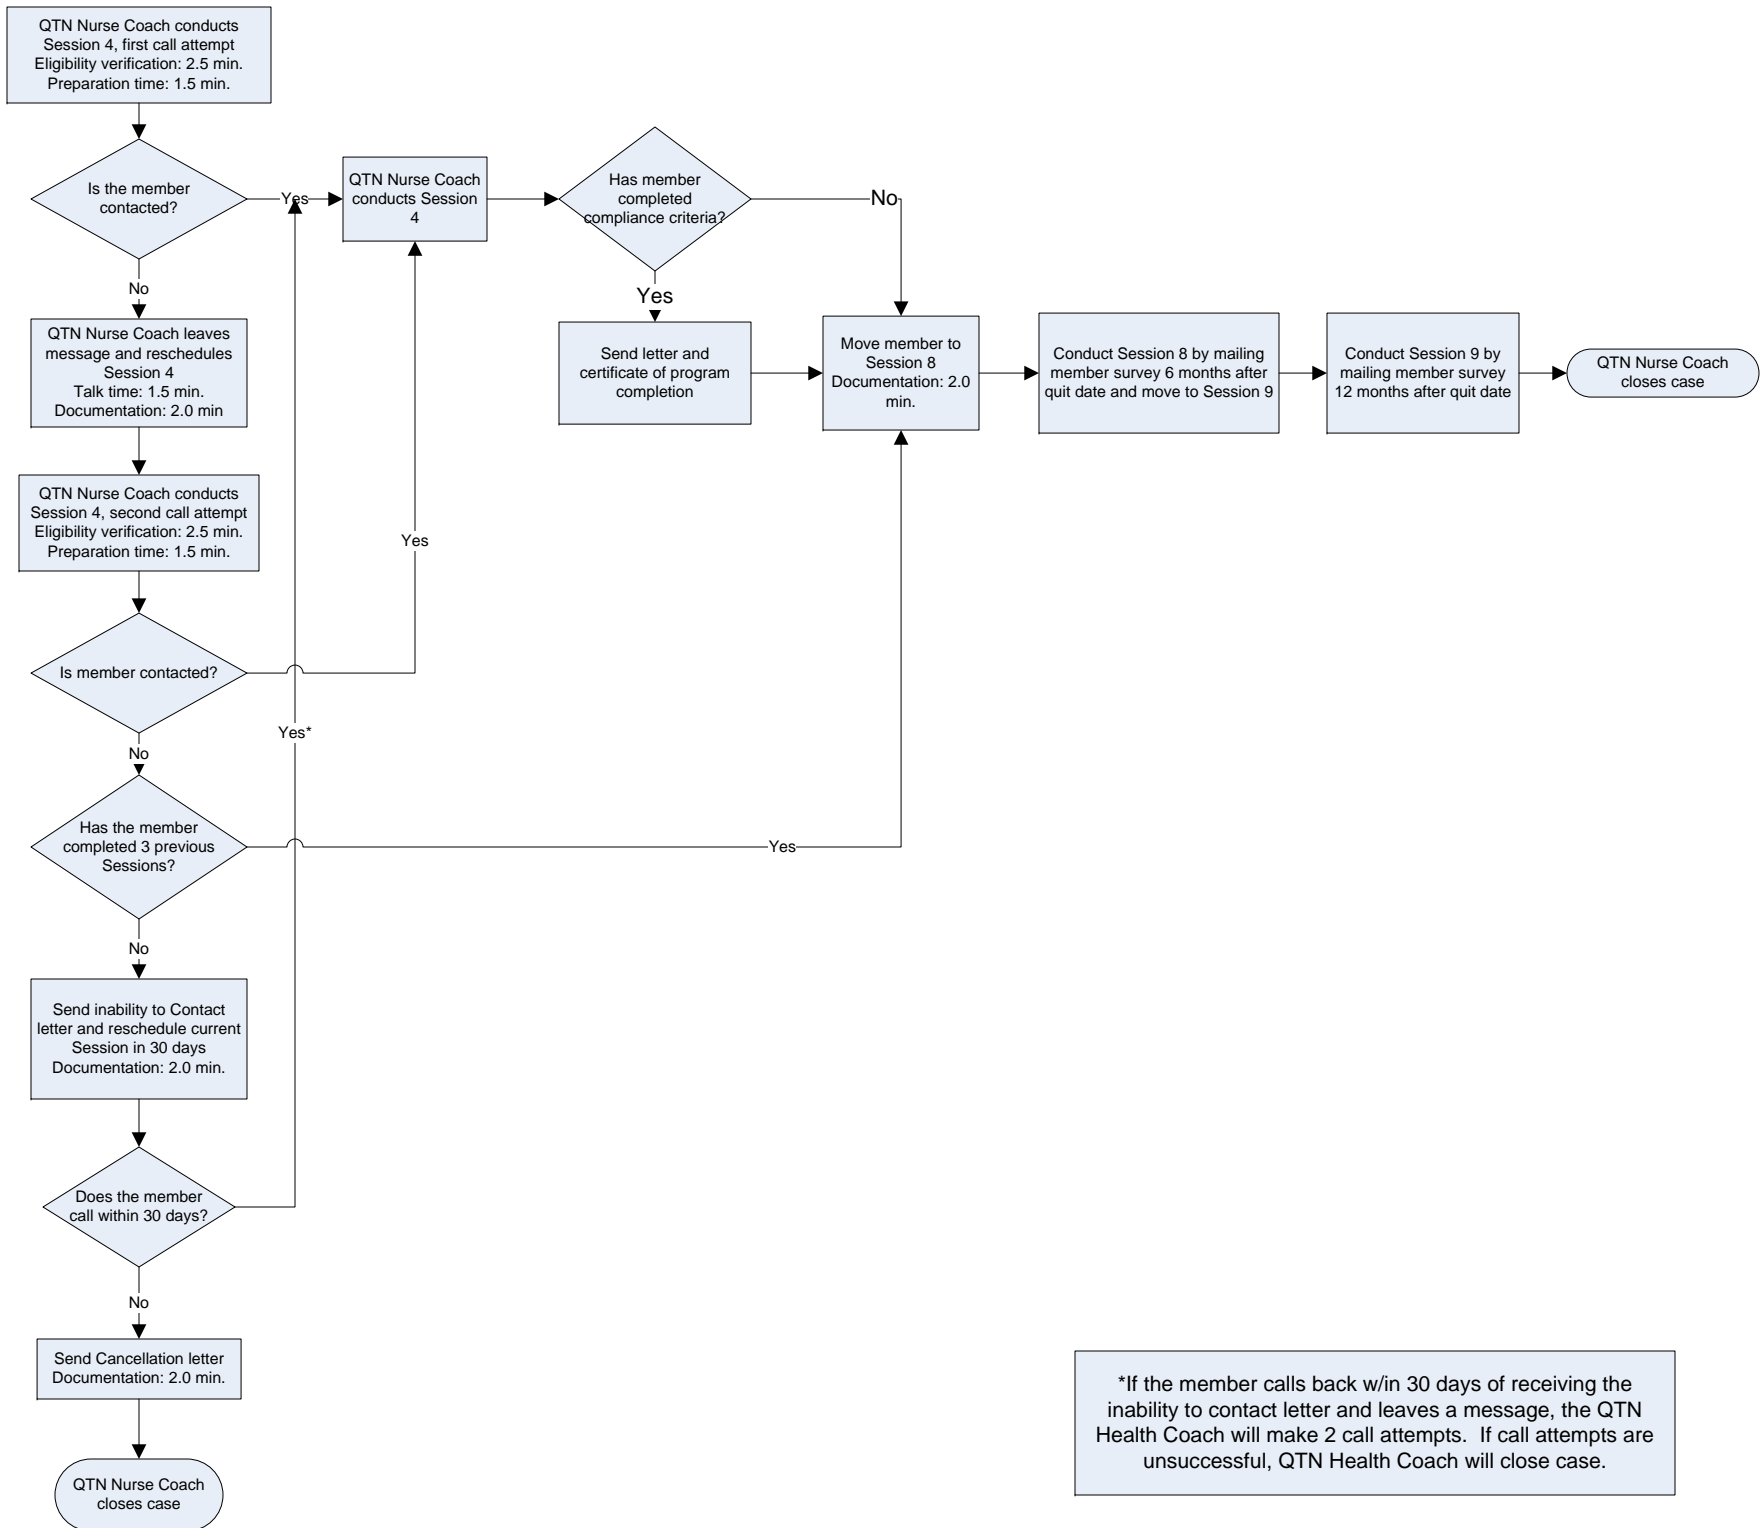 QTN Nurse Coach conducts
Session 4, first call attempt
Eligibility verification: 2.5 min.
Preparation time: 1.5 min.
Is the member
contacted?
Yes
QTN Nurse Coach
conducts Session
4
Has member
completed
compliance criteria?
No
No
Yes
QTN Nurse Coach leaves
message and reschedules
Session 4
Talk time: 1.5 min.
Documentation: 2.0 min
Send letter and
certificate of program
completion
Move member to
Session 8
Documentation: 2.0
min.
Conduct Session 8 by mailing
member survey 6 months after
quit date and move to Session 9
Conduct Session 9 by
mailing member survey
12 months after quit date
QTN Nurse Coach
closes case
QTN Nurse Coach conducts
Session 4, second call attempt
Eligibility verification: 2.5 min.
Preparation time: 1.5 min.
Yes
Is member contacted?
Yes*
No
Has the member
completed 3 previous
Sessions?
Yes
No
Send inability to Contact
letter and reschedule current
Session in 30 days
Documentation: 2.0 min.
Does the member
call within 30 days?
No
Send Cancellation letter
Documentation: 2.0 min.
QTN Nurse Coach
closes case
*If the member calls back w/in 30 days of receiving the
inability to contact letter and leaves a message, the QTN
Health Coach will make 2 call attempts.  If call attempts are
unsuccessful, QTN Health Coach will close case.